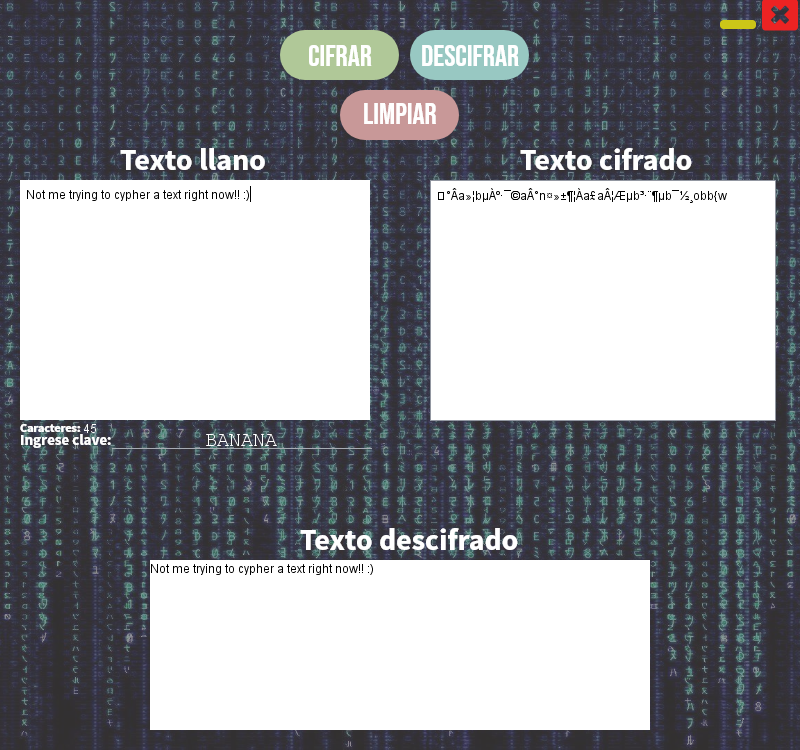 CIFRAR
DESCIFRAR
LIMPIAR
Texto llano
Texto cifrado
Not me trying to cypher a text right now!! :)
□°Âa»¦bµÀº·¯©aÂ°n¤»±¶¦Àa£aÂ¦Æµb³·¨¶µb¯½¸obb{w
Caracteres: 45
Ingrese clave: BANANA
Texto descifrado
Not me trying to cypher a text right now!! :)